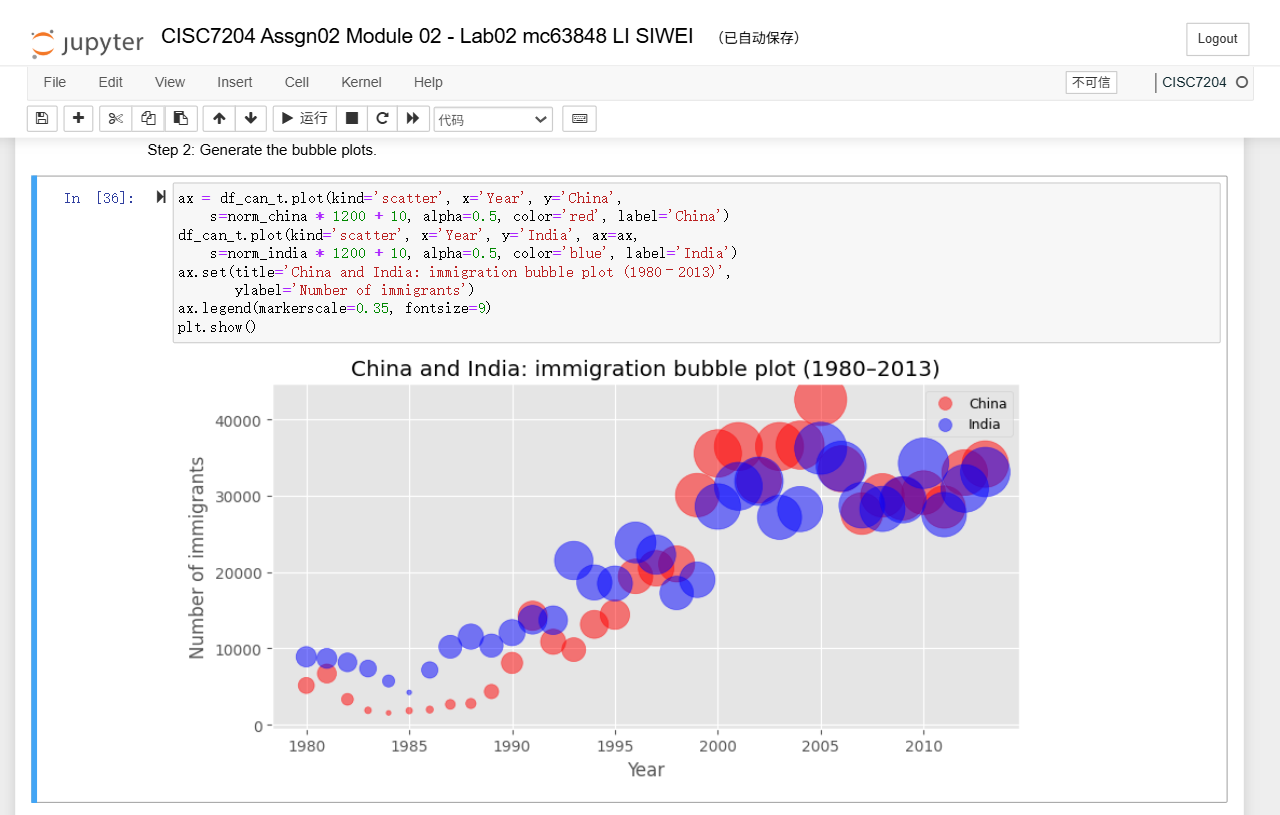 jupyter CISC7204 Assgn02 Module 02 - Lab02 mc63848 LI SIWEI （已自动保存） Logout
File Edit View Insert Cell Kernel Help 不可信 CISC7204
运行 代码
Step 2: Generate the bubble plots.
In [36]: ax = df_can_t.plot(kind='scatter', x='Year', y='China',
s=norm_china * 1200 + 10, alpha=0.5, color='red', label='China')
df_can_t.plot(kind='scatter', x='Year', y='India', ax=ax,
s=norm_india * 1200 + 10, alpha=0.5, color='blue', label='India')
ax.set(title='China and India: immigration bubble plot (1980–2013)',
ylabel='Number of immigrants')
ax.legend(markerscale=0.35, fontsize=9)
plt.show()
China and India: immigration bubble plot (1980–2013)
China
India
40000
30000
20000
10000
0
Number of immigrants
1980 1985 1990 1995 2000 2005 2010
Year